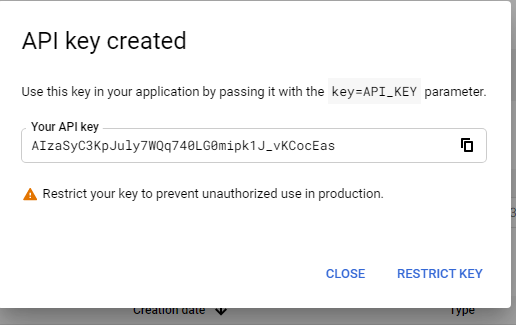 API key created
Use this key in your application by passing it with the key=API_KEY parameter.
Your API key
AIzaSyC3KpJuly7WQq740LG0mipk1J_vKCocEas
Restrict your key to prevent unauthorized use in production.
CLOSE RESTRICT KEY
Creation date Type